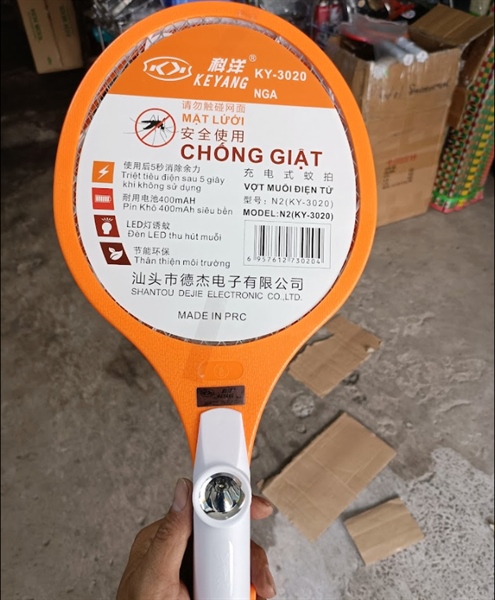 科洋®
KEYANG KY-3020
NGA
请勿触碰网面
MẶT LƯỚI
安全使用
CHỐNG GIẬT
使用后5秒消除余力
Triệt tiêu điện sau 5 giây
khi không sử dụng
充电式蚊拍
VỢT MUỖI ĐIỆN TỬ
型号: N2(KY-3020)
MODEL:N2(KY-3020)
耐用电池400mAH
Pin Khô 400mAH siêu bền
LED灯诱蚊
Đèn LED thu hút muỗi
节能环保
Thân thiện môi trường
6 957612 730204
汕头市德杰电子有限公司
SHANTOU DEJIE ELECTRONIC CO.,LTD.
MADE IN PRC